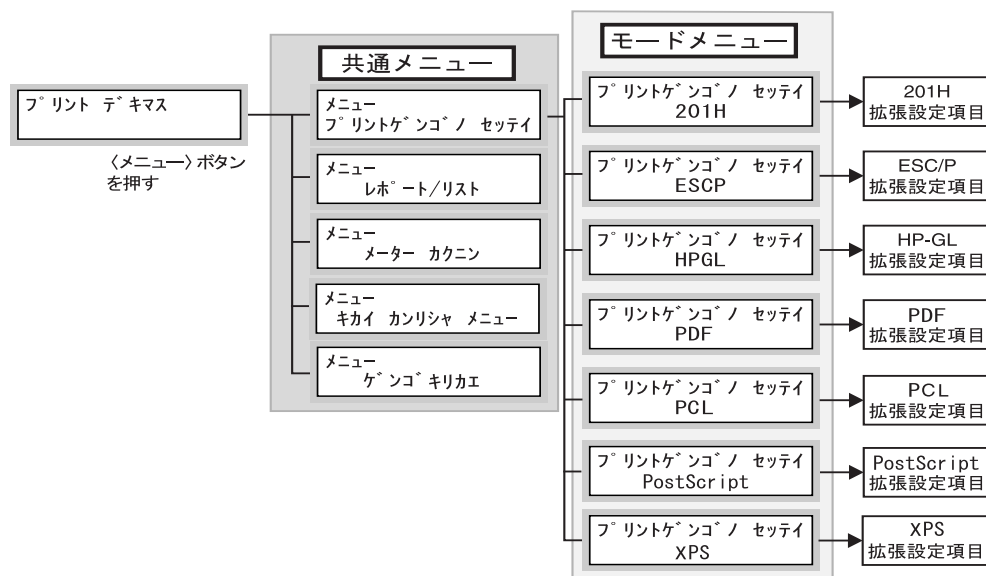 プリント デキマス
〈メニュー〉ボタン
を押す
共通メニュー
メニュー
プリントゲンゴノ セッテイ
メニュー
レポート/リスト
メニュー
メーター カクニン
メニュー
キカイ カンリシャ メニュー
メニュー
ゲンゴキリカエ
モードメニュー
プリントゲンゴノ セッテイ
201H
プリントゲンゴノ セッテイ
ESCP
プリントゲンゴノ セッテイ
HPGL
プリントゲンゴノ セッテイ
PDF
プリントゲンゴノ セッテイ
PCL
プリントゲンゴノ セッテイ
PostScript
プリントゲンゴノ セッテイ
XPS
201H
拡張設定項目
ESC/P
拡張設定項目
HP-GL
拡張設定項目
PDF
拡張設定項目
PCL
拡張設定項目
PostScript
拡張設定項目
XPS
拡張設定項目